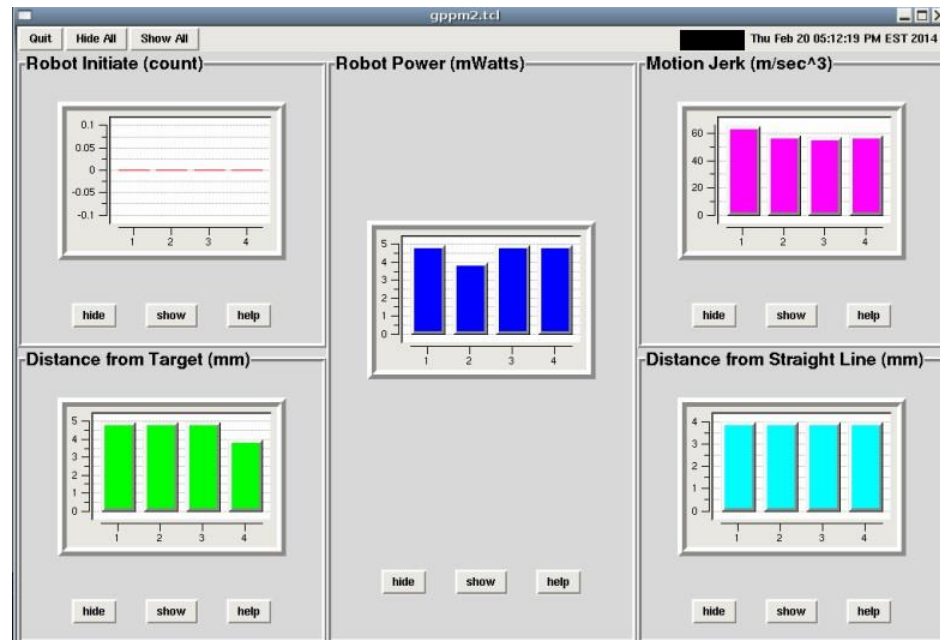 gppm2.tcl
Quit Hide All Show All Thu Feb 20 05:12:19 PM EST 2014
Robot Initiate (count)
0.1
0.05
0
-0.05
-0.1
1 2 3 4
hide show help
Distance from Target (mm)
5
4
3
2
1
0
1 2 3 4
hide show help
Robot Power (mWatts)
5
4
3
2
1
0
1 2 3 4
hide show help
Motion Jerk (m/sec^3)
60
40
20
0
1 2 3 4
hide show help
Distance from Straight Line (mm)
4
3
2
1
0
1 2 3 4
hide show help